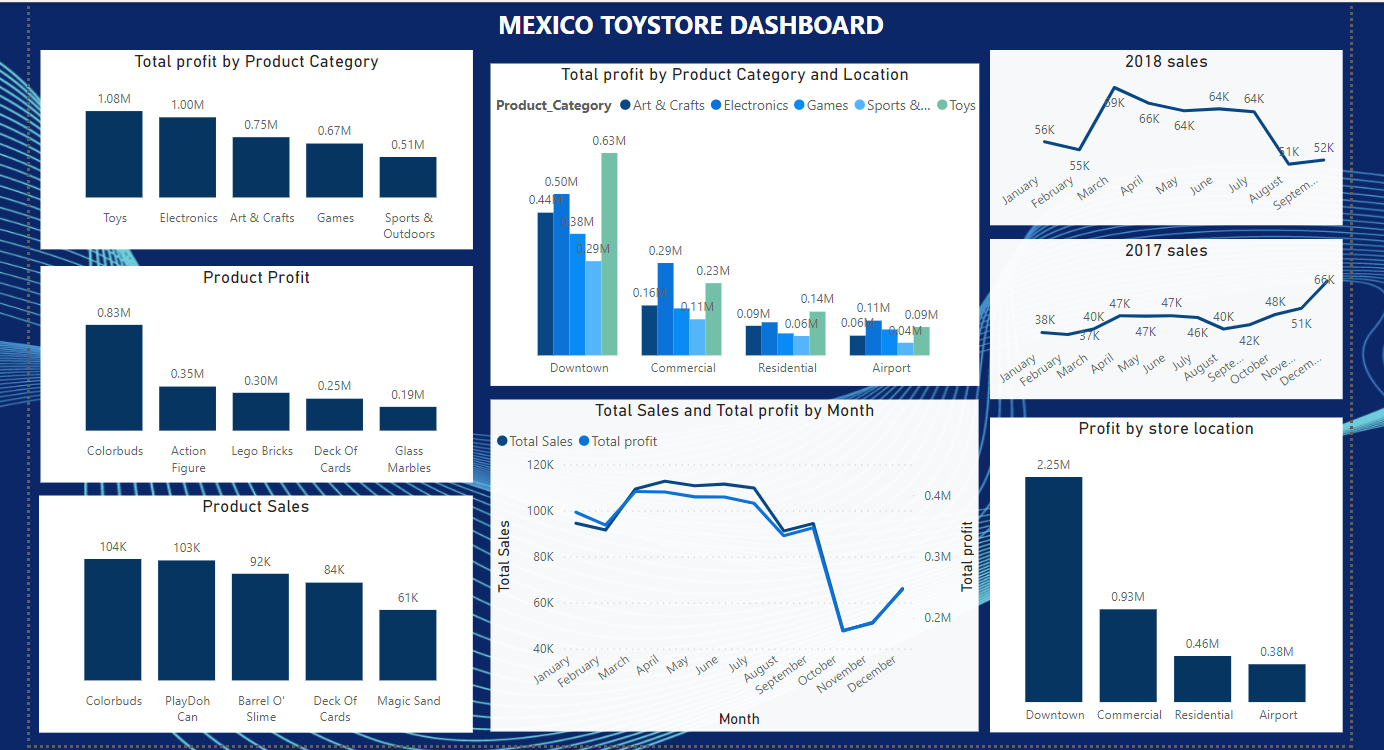 MEXICO TOYSTORE DASHBOARD
Total profit by Product Category
1.08M
1.00M
0.75M
0.67M
0.51M
Toys
Electronics
Art & Crafts
Games
Sports &
Outdoors
Product Profit
0.83M
0.35M
0.30M
0.25M
0.19M
Colorbuds
Action
Figure
Lego Bricks
Deck Of
Cards
Glass
Marbles
Product Sales
104K
103K
92K
84K
61K
Colorbuds
PlayDoh
Can
Barrel O'
Slime
Deck Of
Cards
Magic Sand
Total profit by Product Category and Location
Product_Category Art & Crafts Electronics Games Sports &... Toys
0.63M
0.50M
0.38M
0.29M
0.29M
0.23M
0.16M
0.11M
0.14M
0.09M
0.06M
0.11M
0.06M
0.04M
0.09M
Downtown
Commercial
Residential
Airport
Total Sales and Total profit by Month
Total Sales Total profit
120K
100K
80K
60K
40K
Total Sales
0.4M
0.3M
0.2M
Total profit
January
February
March
April
May
June
July
August
September
October
November
December
Month
2018 sales
56K
55K
66K
64K
64K
64K
51K
52K
January
February
March
April
May
June
July
August
Septem...
2017 sales
38K
37K
40K
47K
47K
47K
46K
40K
42K
48K
51K
66K
January
February
March
April
May
June
July
August
Septe...
October
Nove...
Decem...
Profit by store location
2.25M
0.93M
0.46M
0.38M
Downtown
Commercial
Residential
Airport